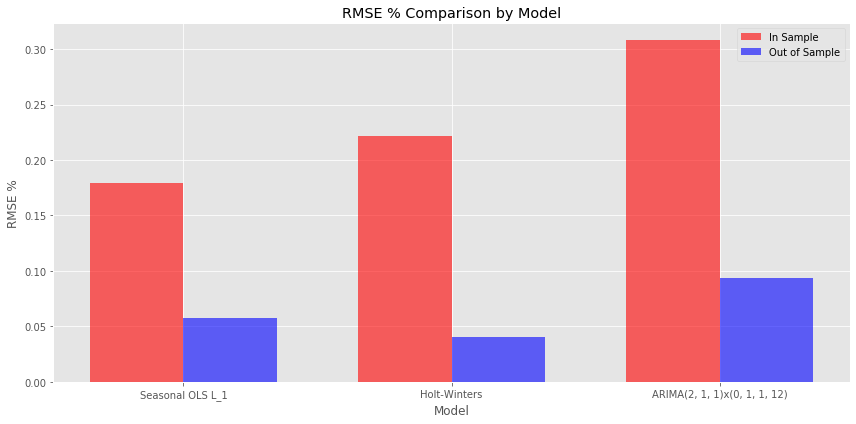 RMSE % Comparison by Model
In Sample
Out of Sample
RMSE %
0.30
0.25
0.20
0.15
0.10
0.05
0.00
Seasonal OLS L_1
Holt-Winters
ARIMA(2, 1, 1)x(0, 1, 1, 12)
Model